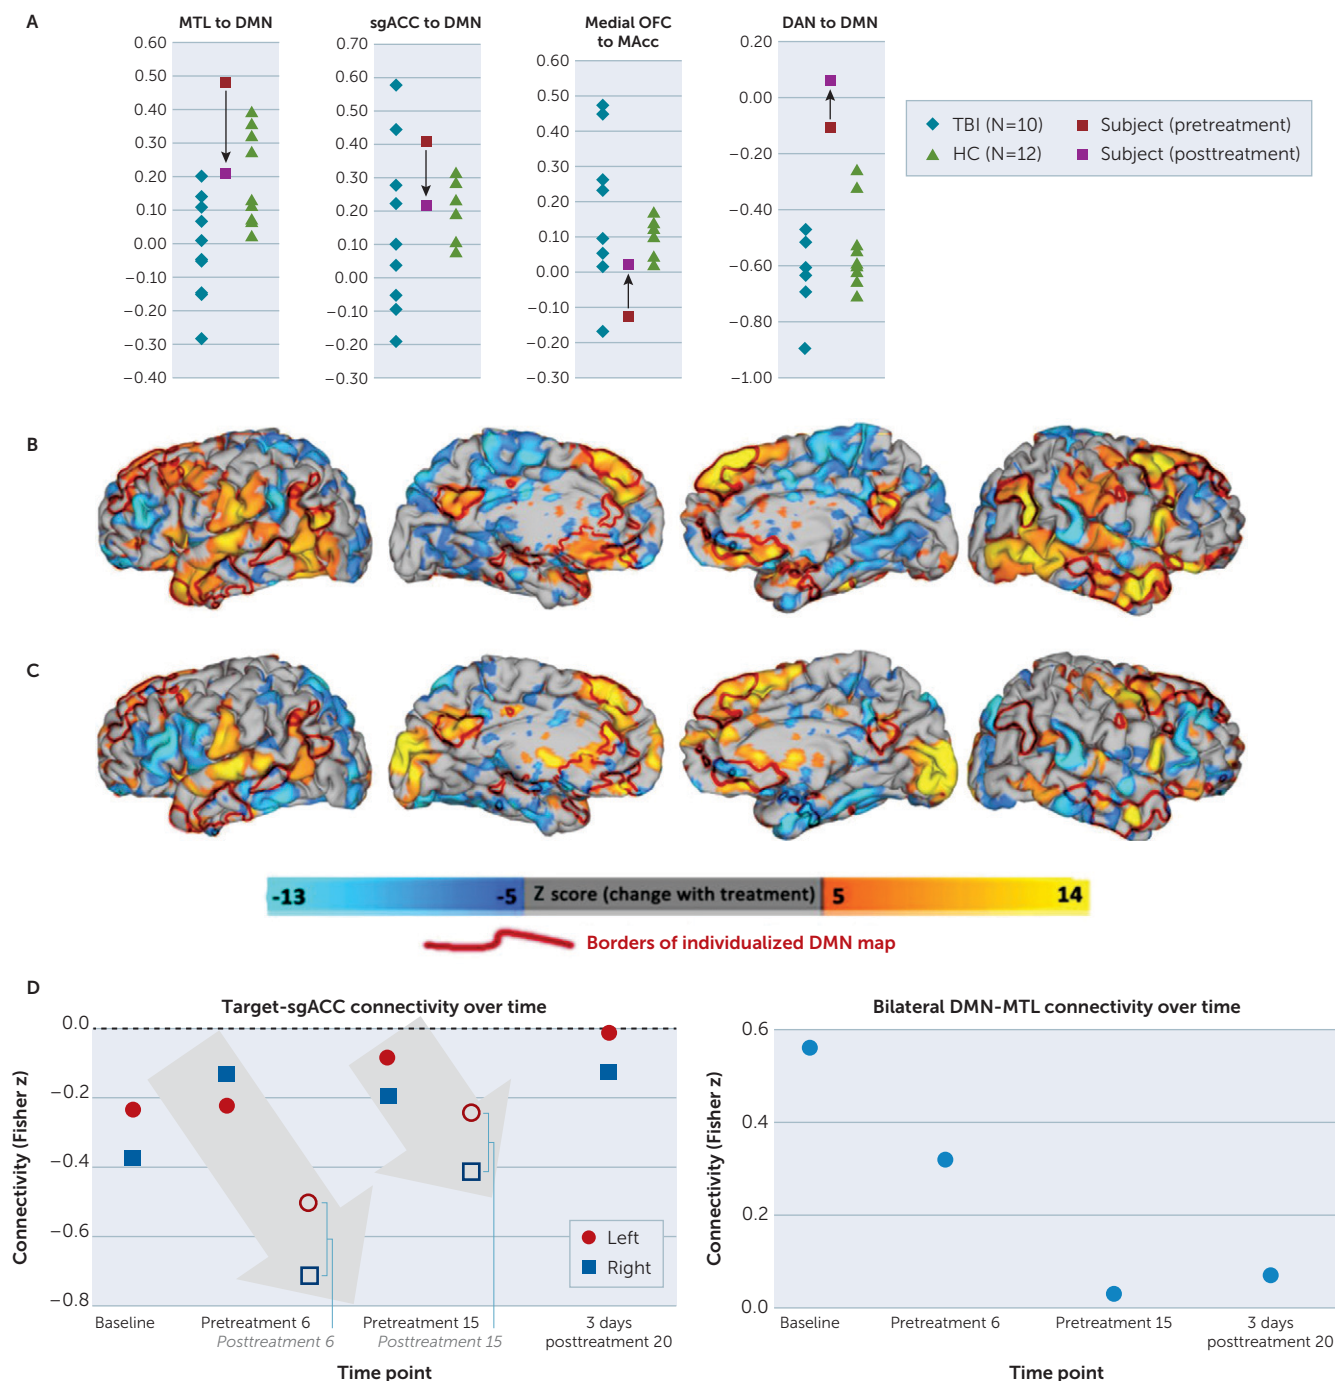 A
MTL to DMN
0.60
0.50
0.40
0.30
0.20
0.10
0.00
−0.10
−0.20
−0.30
−0.40
sgACC to DMN
0.70
0.60
0.50
0.40
0.30
0.20
0.10
0.00
−0.10
−0.20
−0.30
Medial OFC
to MAcc
0.60
0.50
0.40
0.30
0.20
0.10
0.00
−0.10
−0.20
−0.30
DAN to DMN
0.20
0.00
−0.20
−0.40
−0.60
−0.80
−1.00
TBI (N=10)
HC (N=12)
Subject (pretreatment)
Subject (posttreatment)
B
C
-13
-5
Z score (change with treatment)
5
14
Borders of individualized DMN map
D
Target-sgACC connectivity over time
Connectivity (Fisher z)
0.0
−0.2
−0.4
−0.6
−0.8
Left
Right
Baseline
Pretreatment 6
Posttreatment 6
Pretreatment 15
Posttreatment 15
3 days
posttreatment 20
Time point
Bilateral DMN-MTL connectivity over time
Connectivity (Fisher z)
0.6
0.4
0.2
0.0
Baseline
Pretreatment 6
Pretreatment 15
3 days
posttreatment 20
Time point